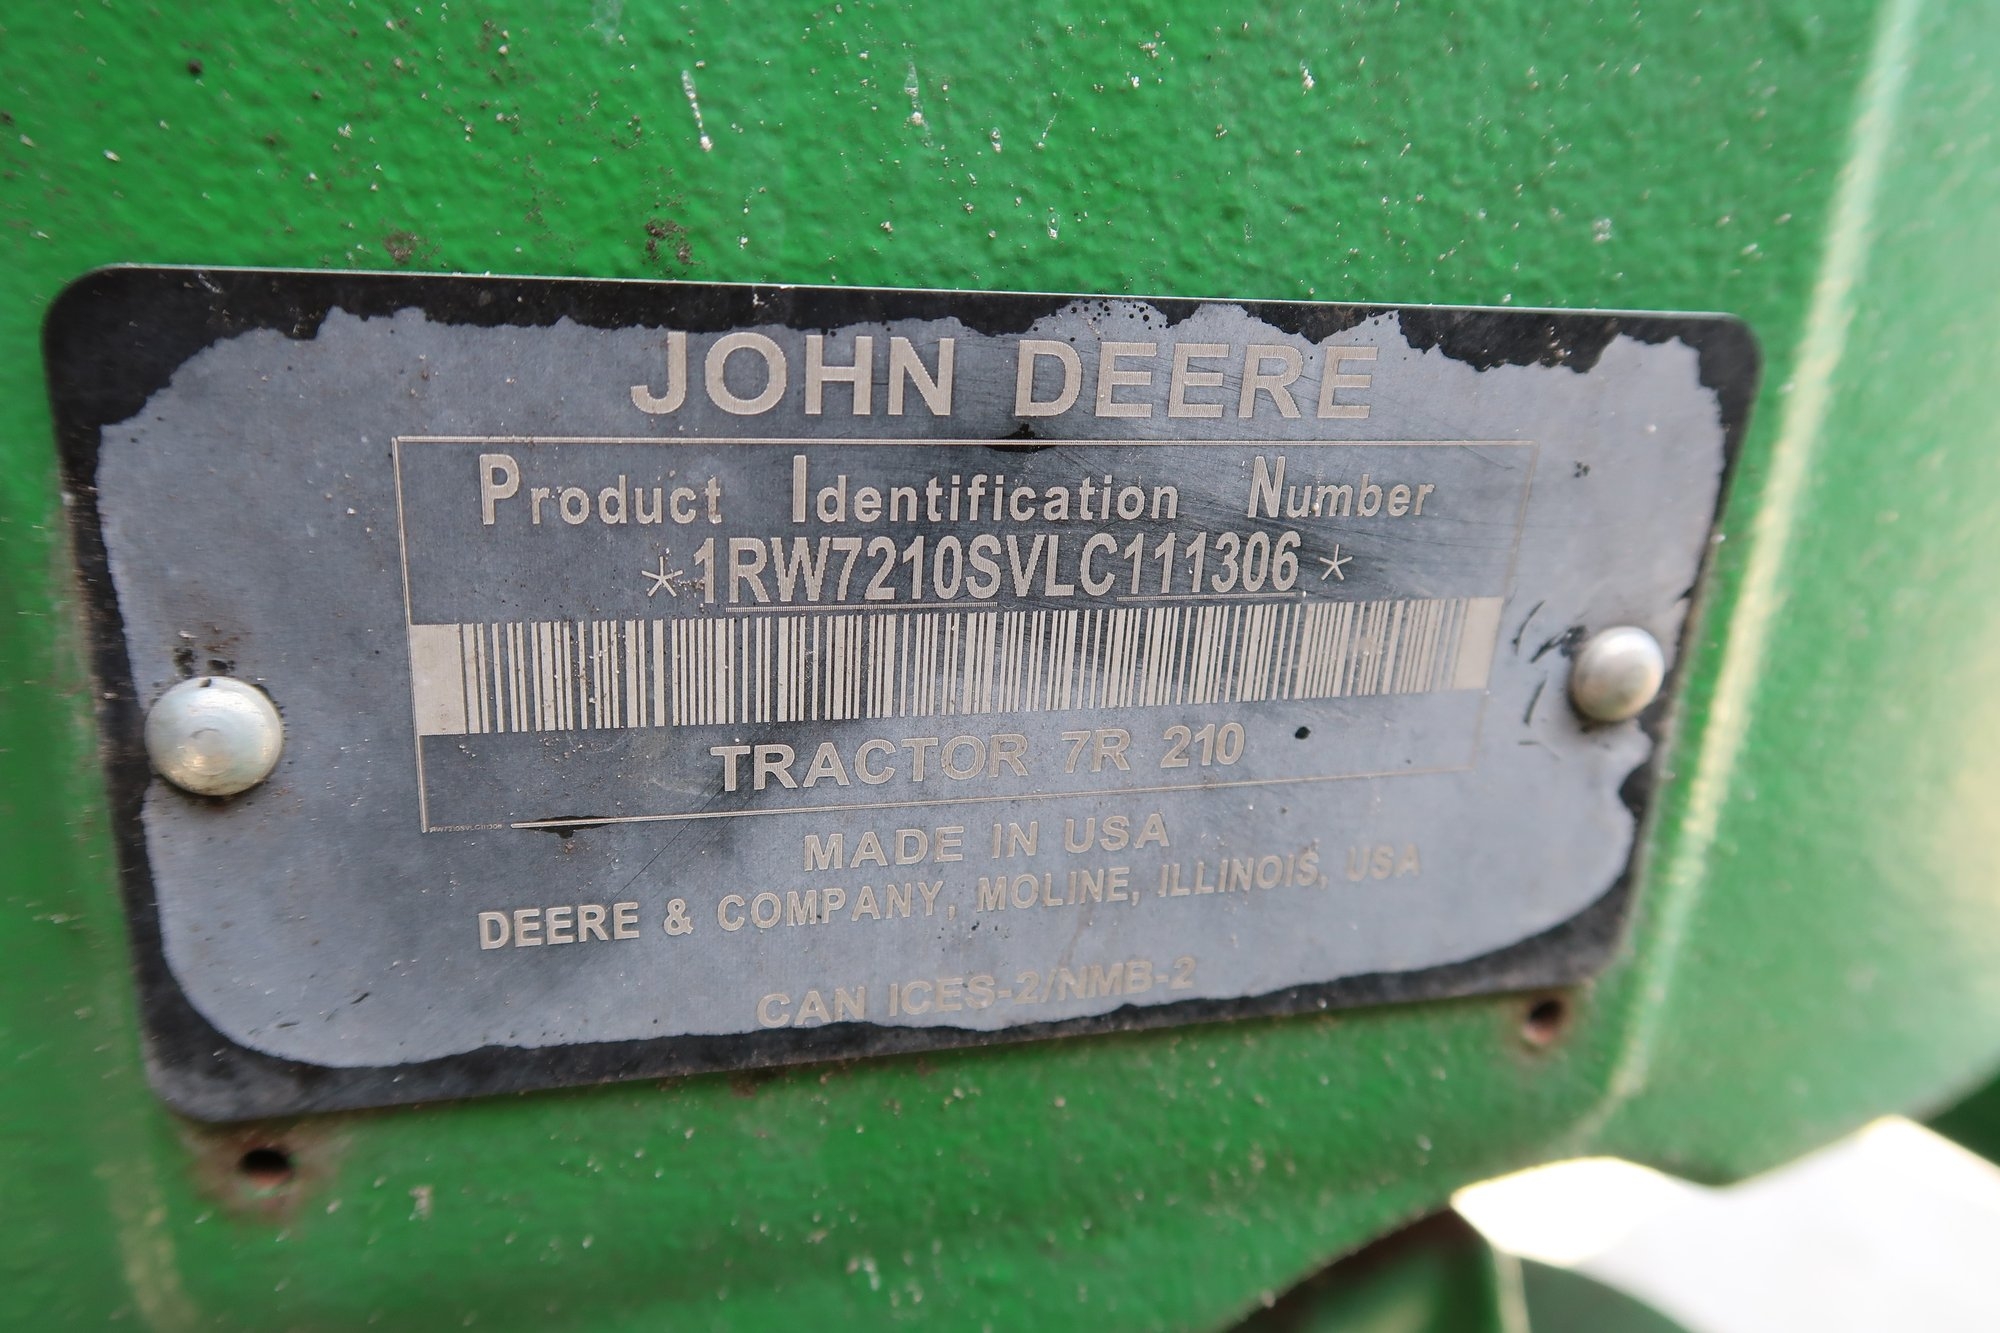 JOHN DEERE
Product Identification Number
*1RW7210SVLC111306*
TRACTOR 7R 210
1RW7210SVLC111306
MADE IN USA
DEERE & COMPANY, MOLINE, ILLINOIS, USA
CAN ICES-2/NMB-2